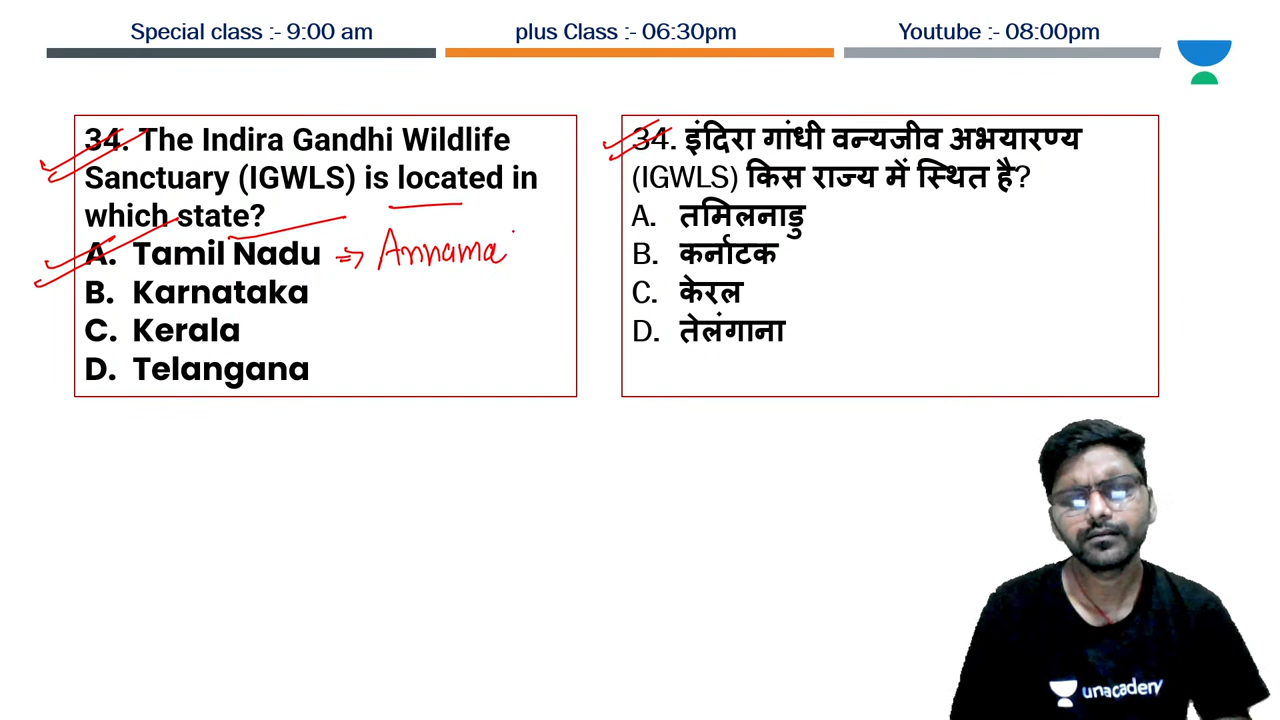 Special class :- 9:00 am
plus Class :- 06:30pm
Youtube :- 08:00pm
34. The Indira Gandhi Wildlife
Sanctuary (IGWLS) is located in
which state?
A. Tamil Nadu => Annama
B. Karnataka
C. Kerala
D. Telangana
34. इंदिरा गांधी वन्यजीव अभयारण्य
(IGWLS) किस राज्य में स्थित है?
A. तमिलनाडु
B. कर्नाटक
C. केरल
D. तेलंगाना
unacademy